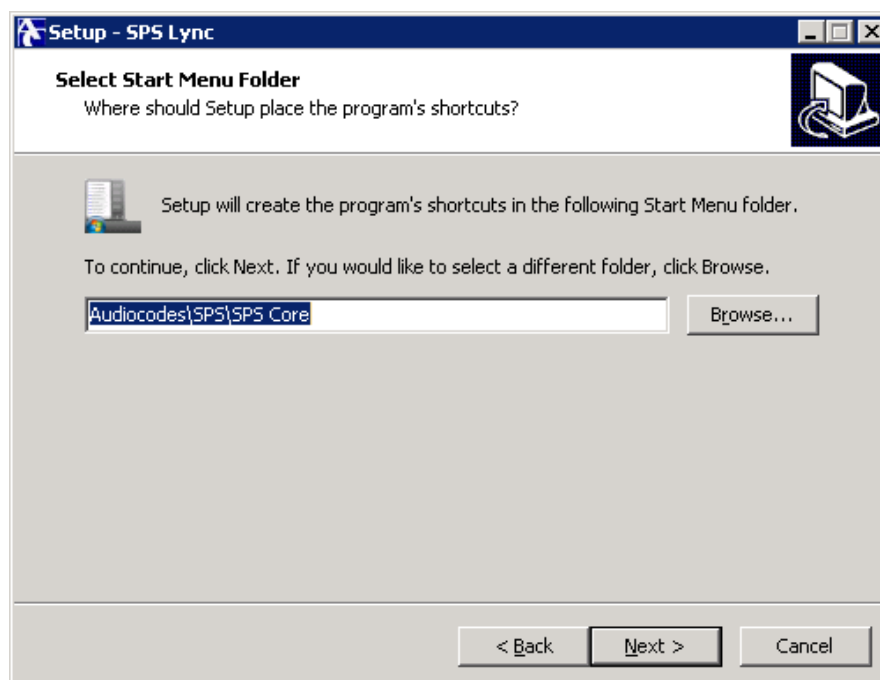 Setup - SPS Lync
Select Start Menu Folder
Where should Setup place the program's shortcuts?
Setup will create the program's shortcuts in the following Start Menu folder.
To continue, click Next. If you would like to select a different folder, click Browse.
Audiocodes\SPS\SPS Core
Browse...
< Back
Next >
Cancel